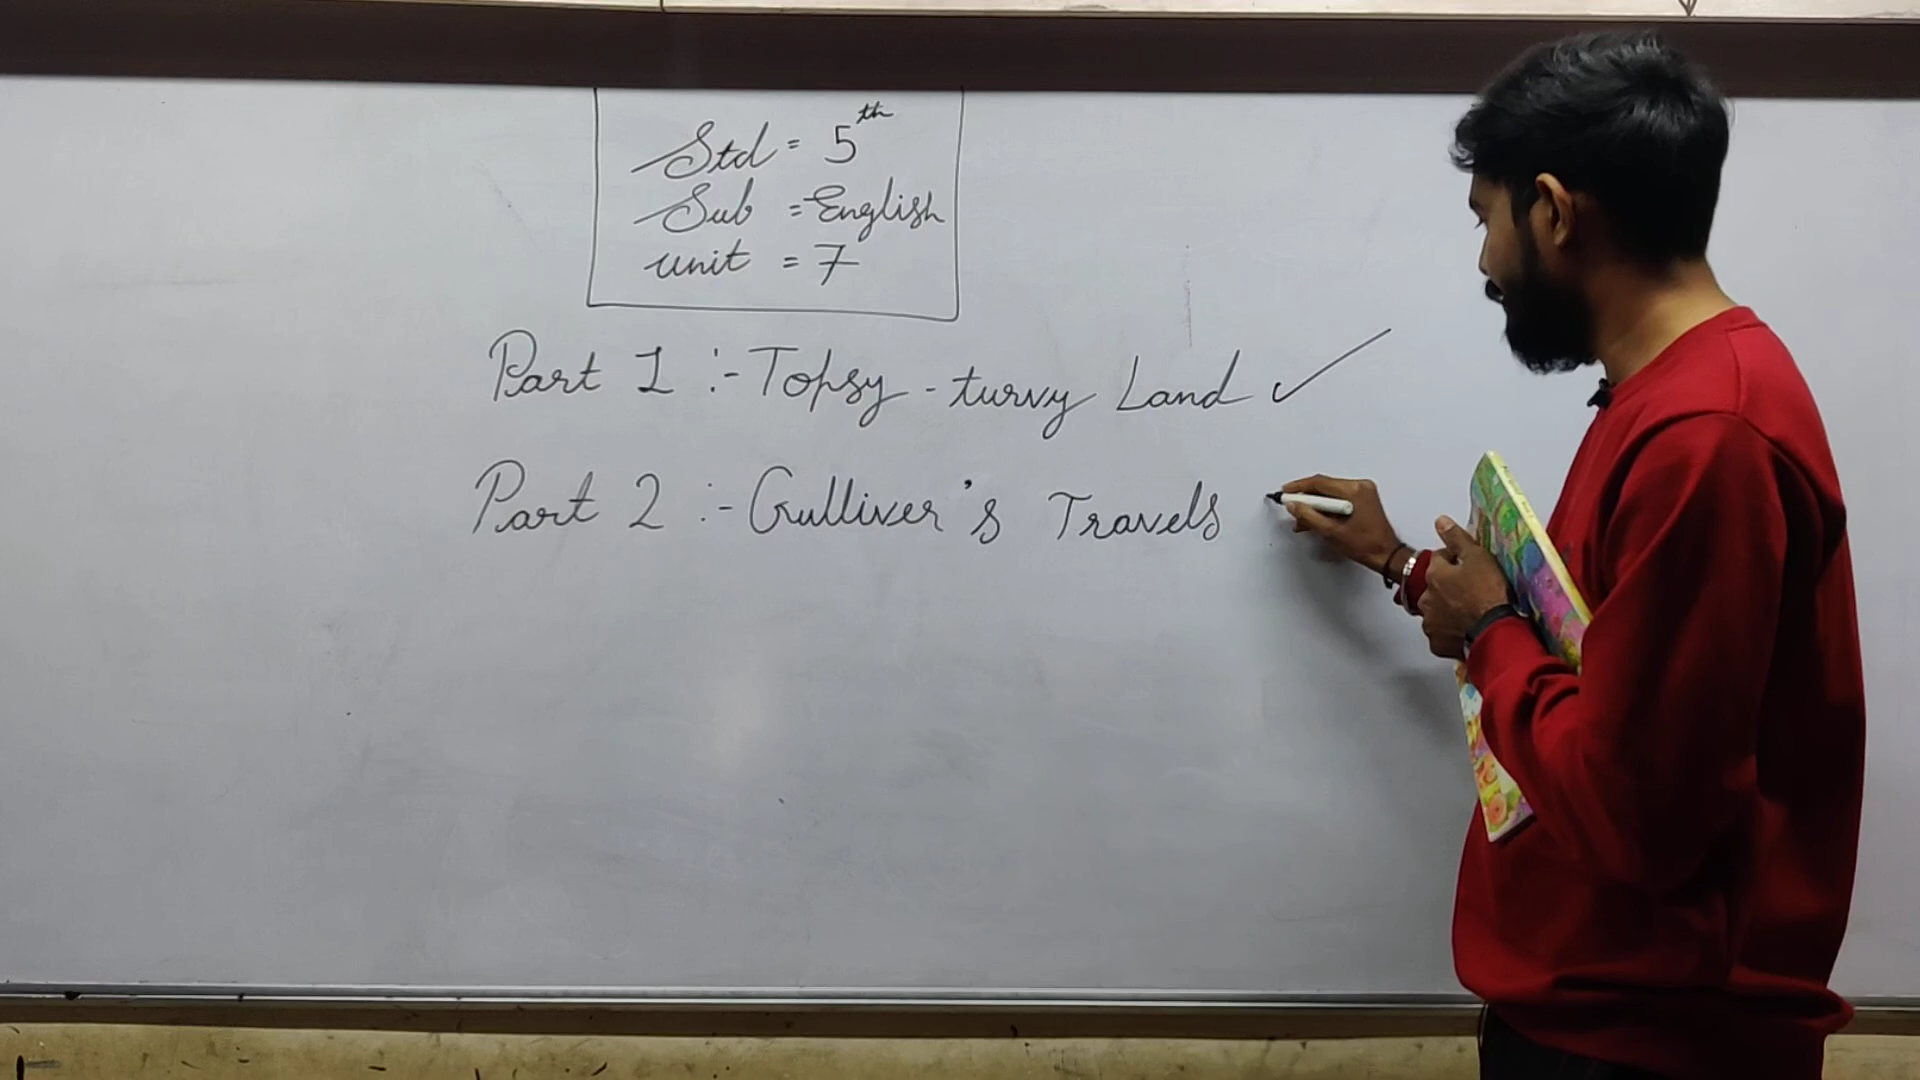 Std = 5th
Sub = English
unit = 7
Part 1 :- Topsy-turvy Land ✓
Part 2 :- Gulliver's Travels